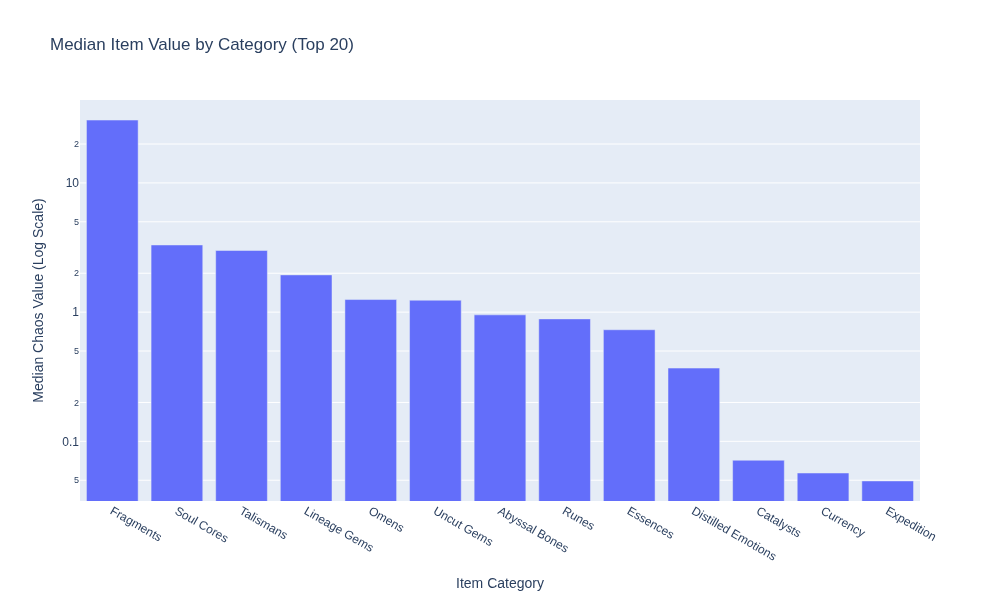 Median Item Value by Category (Top 20)
Median Chaos Value (Log Scale)
2
10
5
2
1
5
2
0.1
5
Fragments
Soul Cores
Talismans
Lineage Gems
Omens
Uncut Gems
Abyssal Bones
Runes
Essences
Distilled Emotions
Catalysts
Currency
Expedition
Item Category